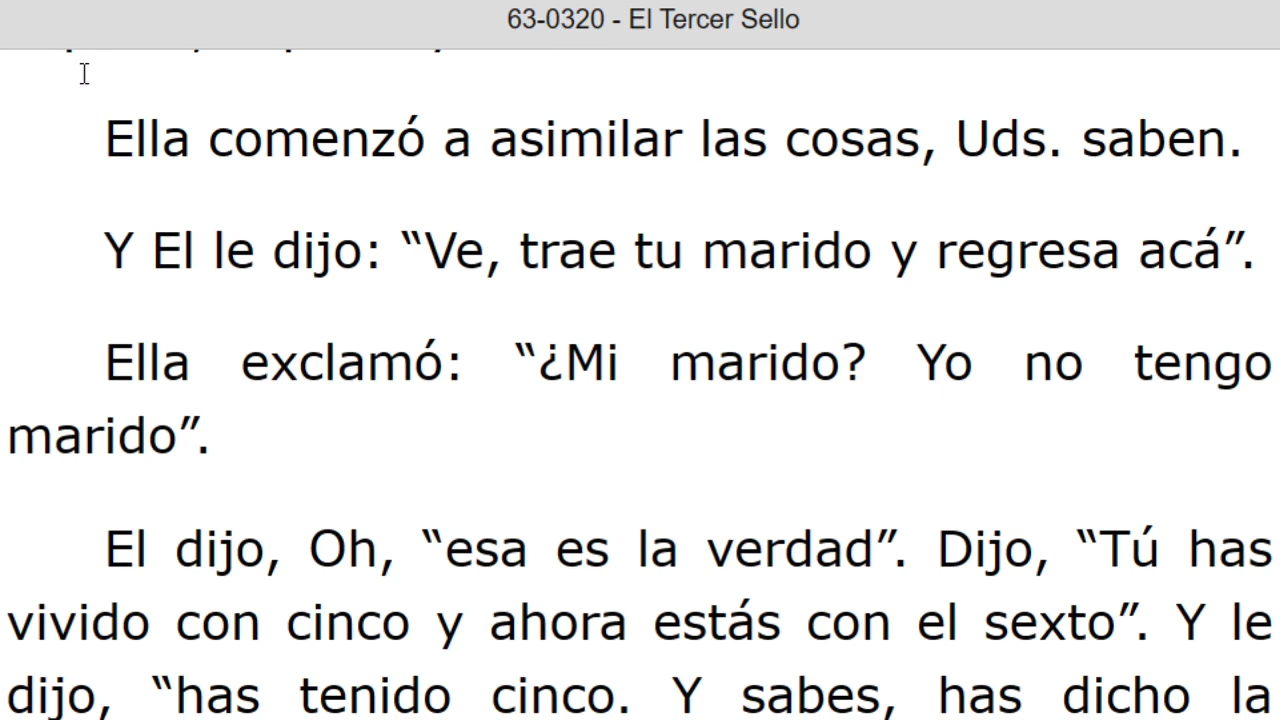 63-0320 - El Tercer Sello
Ella comenzó a asimilar las cosas, Uds. saben.
Y El le dijo: “Ve, trae tu marido y regresa acá”.
Ella exclamó: “¿Mi marido? Yo no tengo
marido”.
El dijo, Oh, “esa es la verdad”. Dijo, “Tú has
vivido con cinco y ahora estás con el sexto”. Y le
dijo, “has tenido cinco. Y sabes, has dicho la